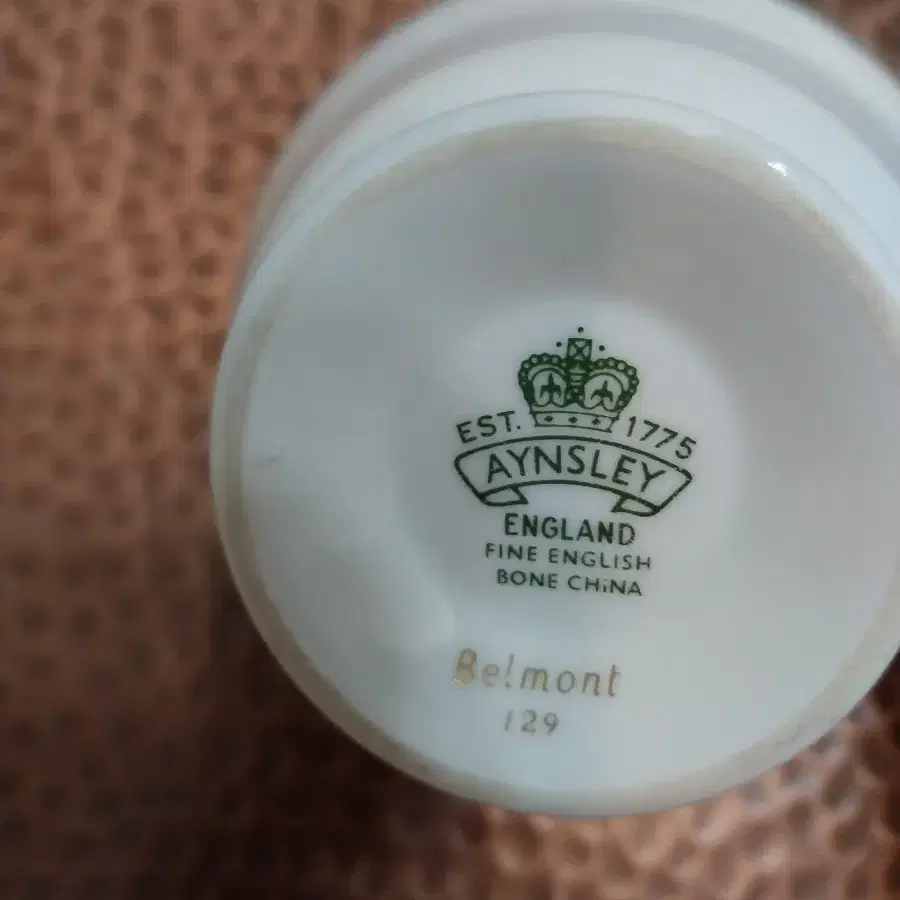 EST. 1775
AYNSLEY
ENGLAND
FINE ENGLISH
BONE CHiNA
Belmont
129